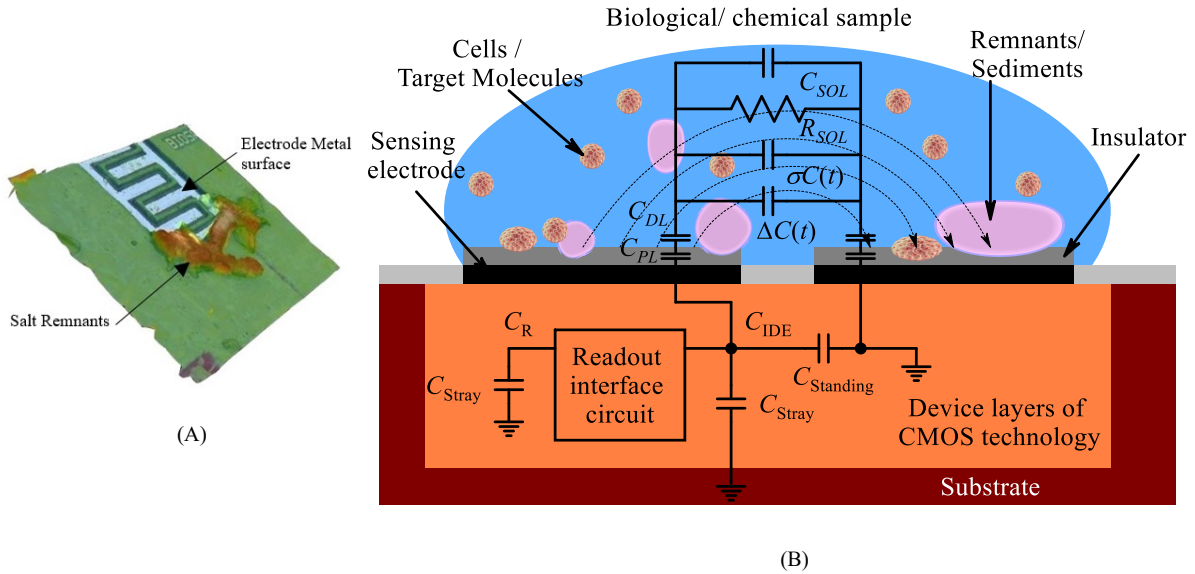 Biological/ chemical sample
Cells /
Target Molecules
Remnants/
Sediments
Sensing
electrode
Insulator
C_SOL
R_SOL
σC(t)
ΔC(t)
C_DL
C_PL
BIOS
Electrode Metal
surface
Salt Remnants
(A)
C_R
C_IDE
Readout
interface
circuit
C_Stray
C_Stray
C_Standing
Device layers of
CMOS technology
Substrate
(B)